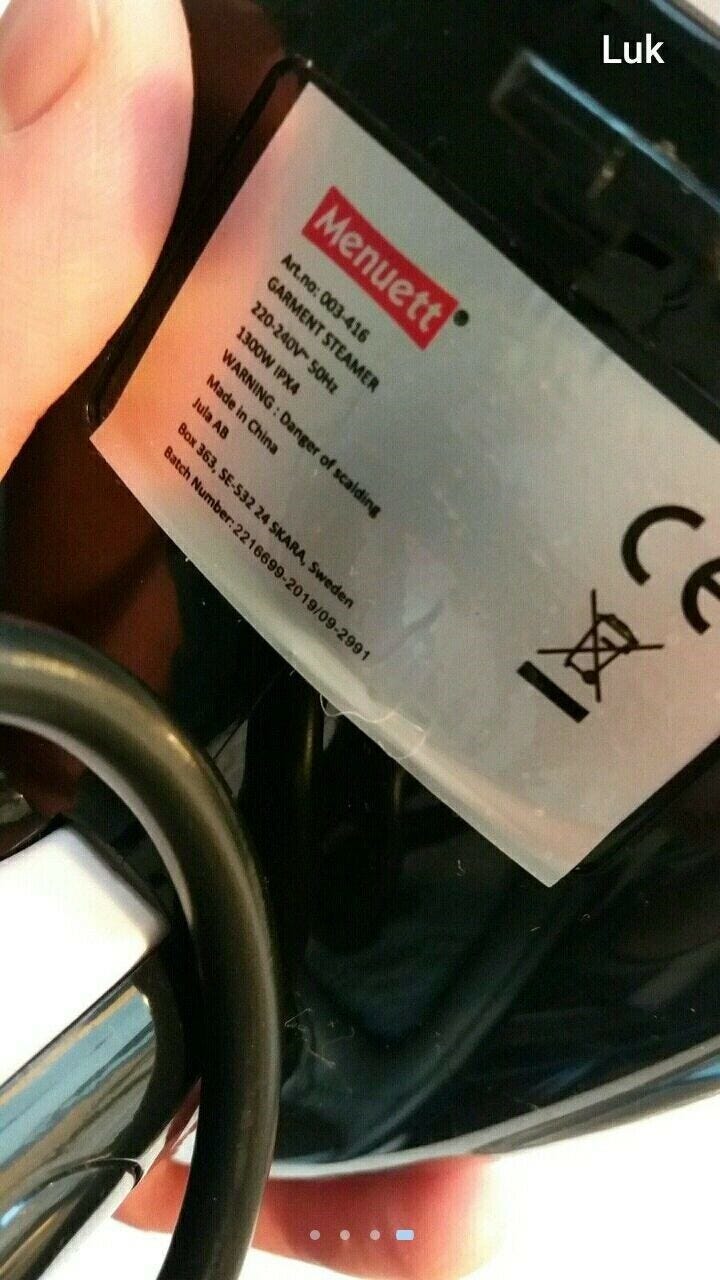 Luk
Menuett
Art.no: 003-416
GARMENT STEAMER
220-240V~ 50Hz
1300W IPX4
WARNING : Danger of scalding
Made in China
Jula AB
Box 363, SE-532 24 SKARA, Sweden
Batch Number: 2216699-2019/09-2991
CE